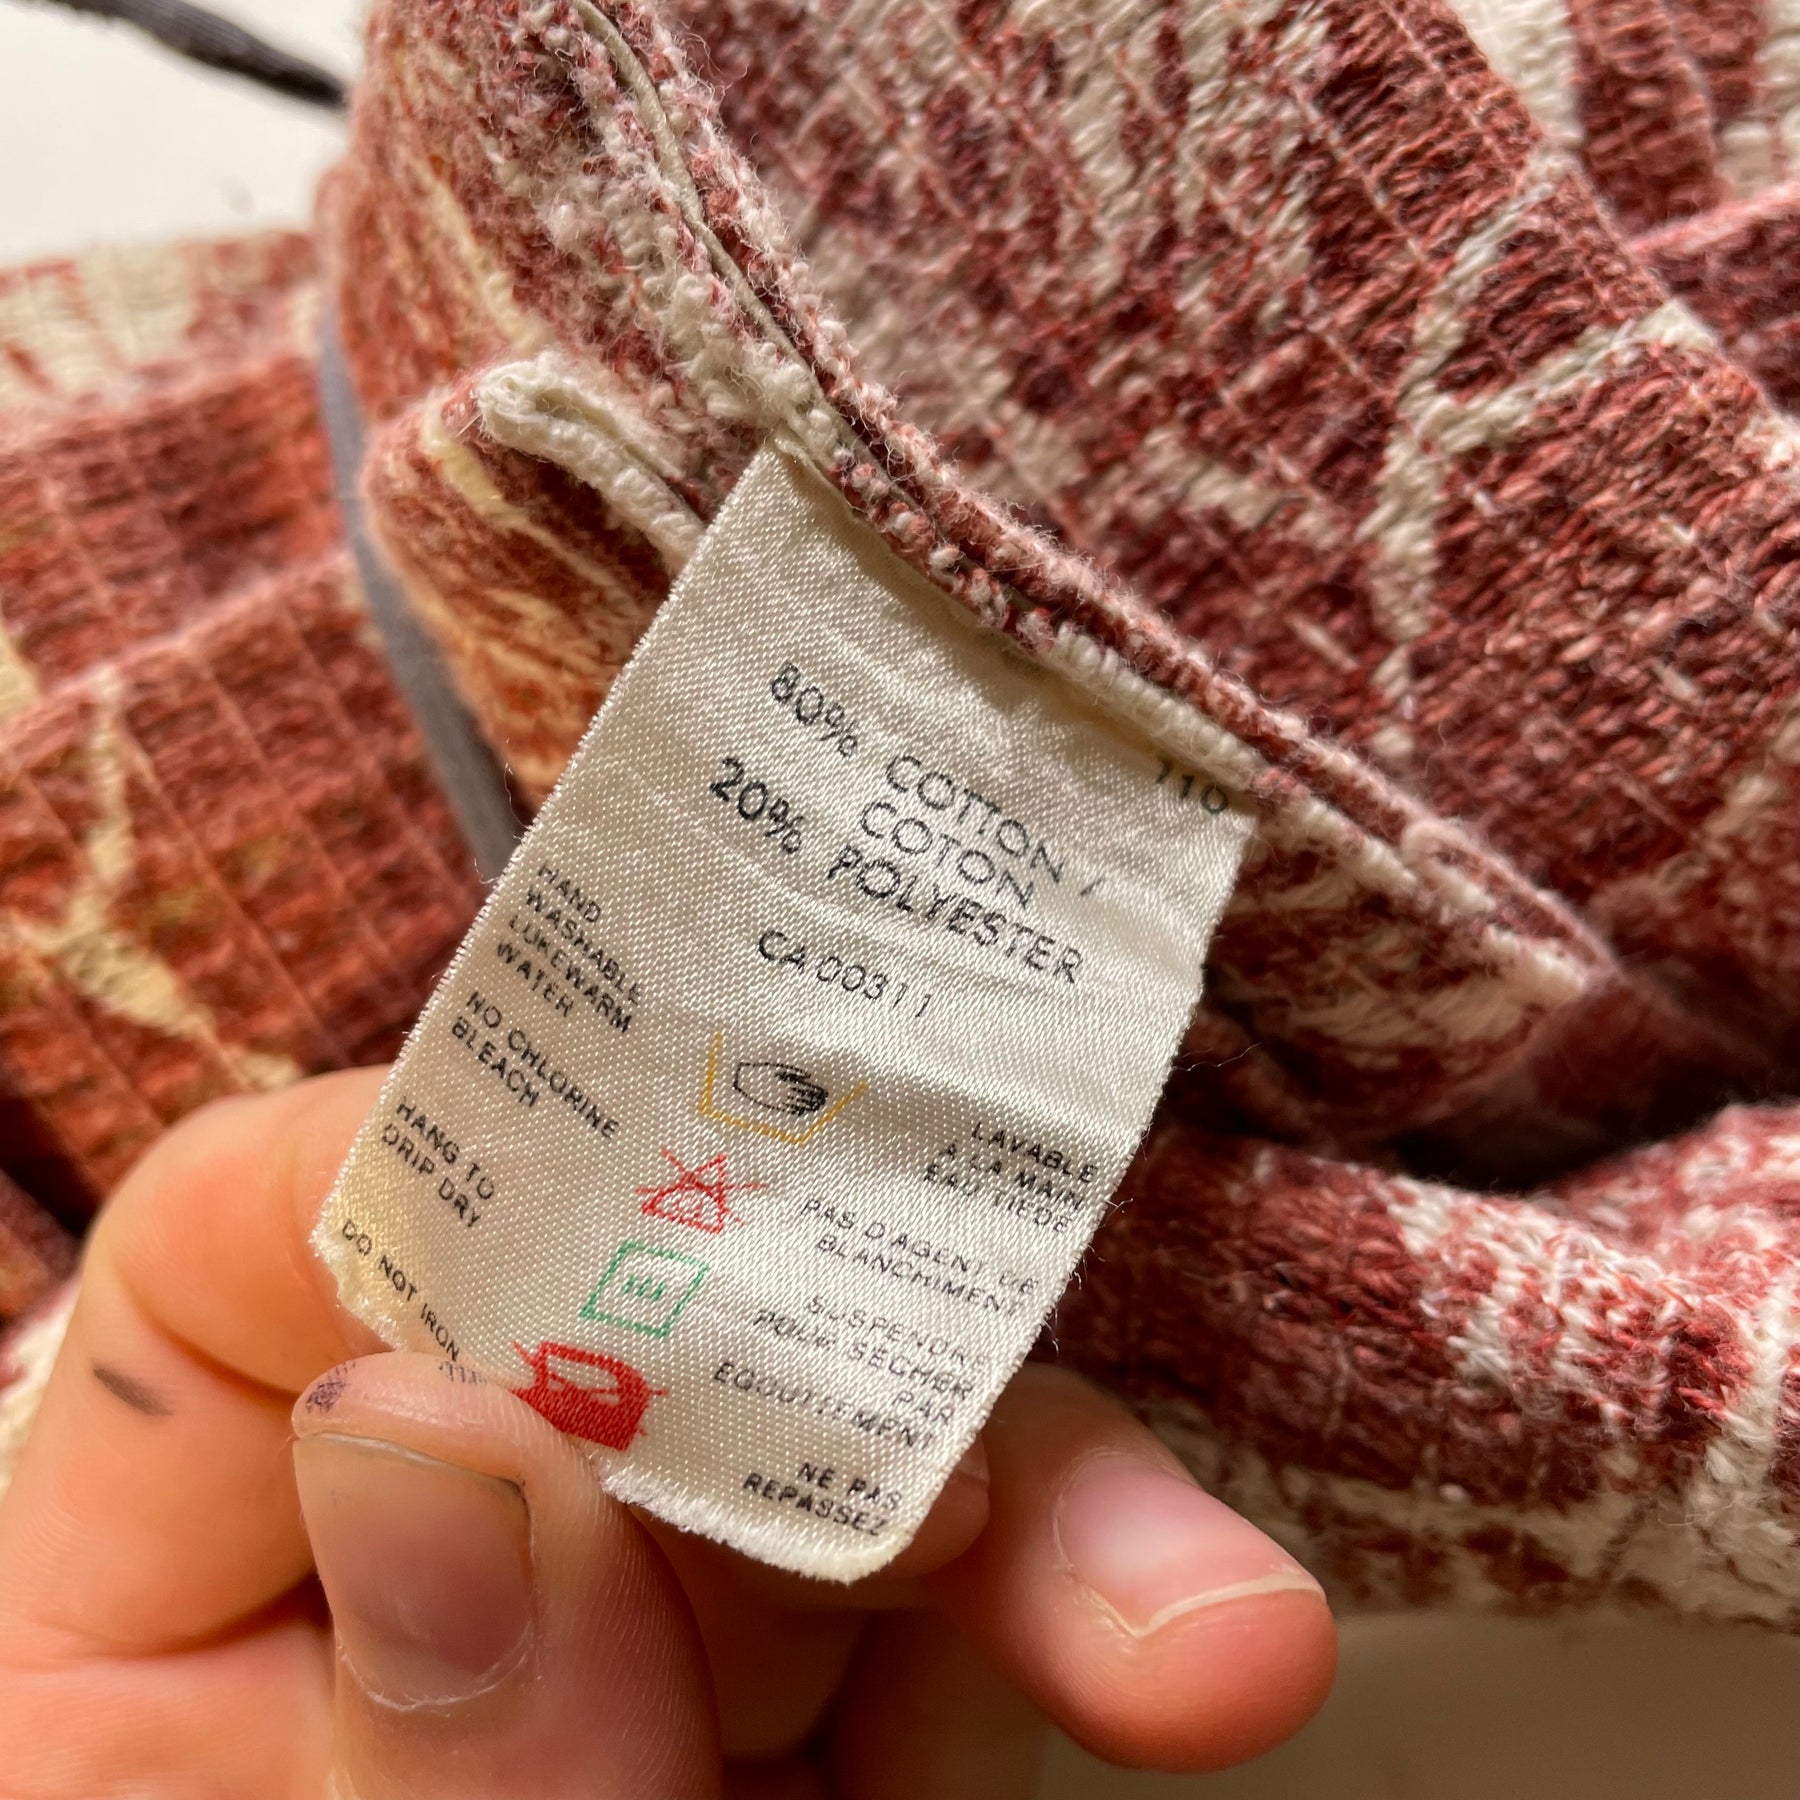 110
80% COTTON /
COTON
20% POLYESTER
CA00311
HAND
WASHABLE
LUKEWARM
WATER
LAVABLE
À LA MAIN
EAU TIEDE
NO CHLORINE
BLEACH
PAS D'AGENT DE
BLANCHIMENT
HANG TO
DRIP DRY
SUSPENDRE
POUR SECHER
PAR
EGOUTTEMENT
DO NOT IRON
NE PAS
REPASSEZ